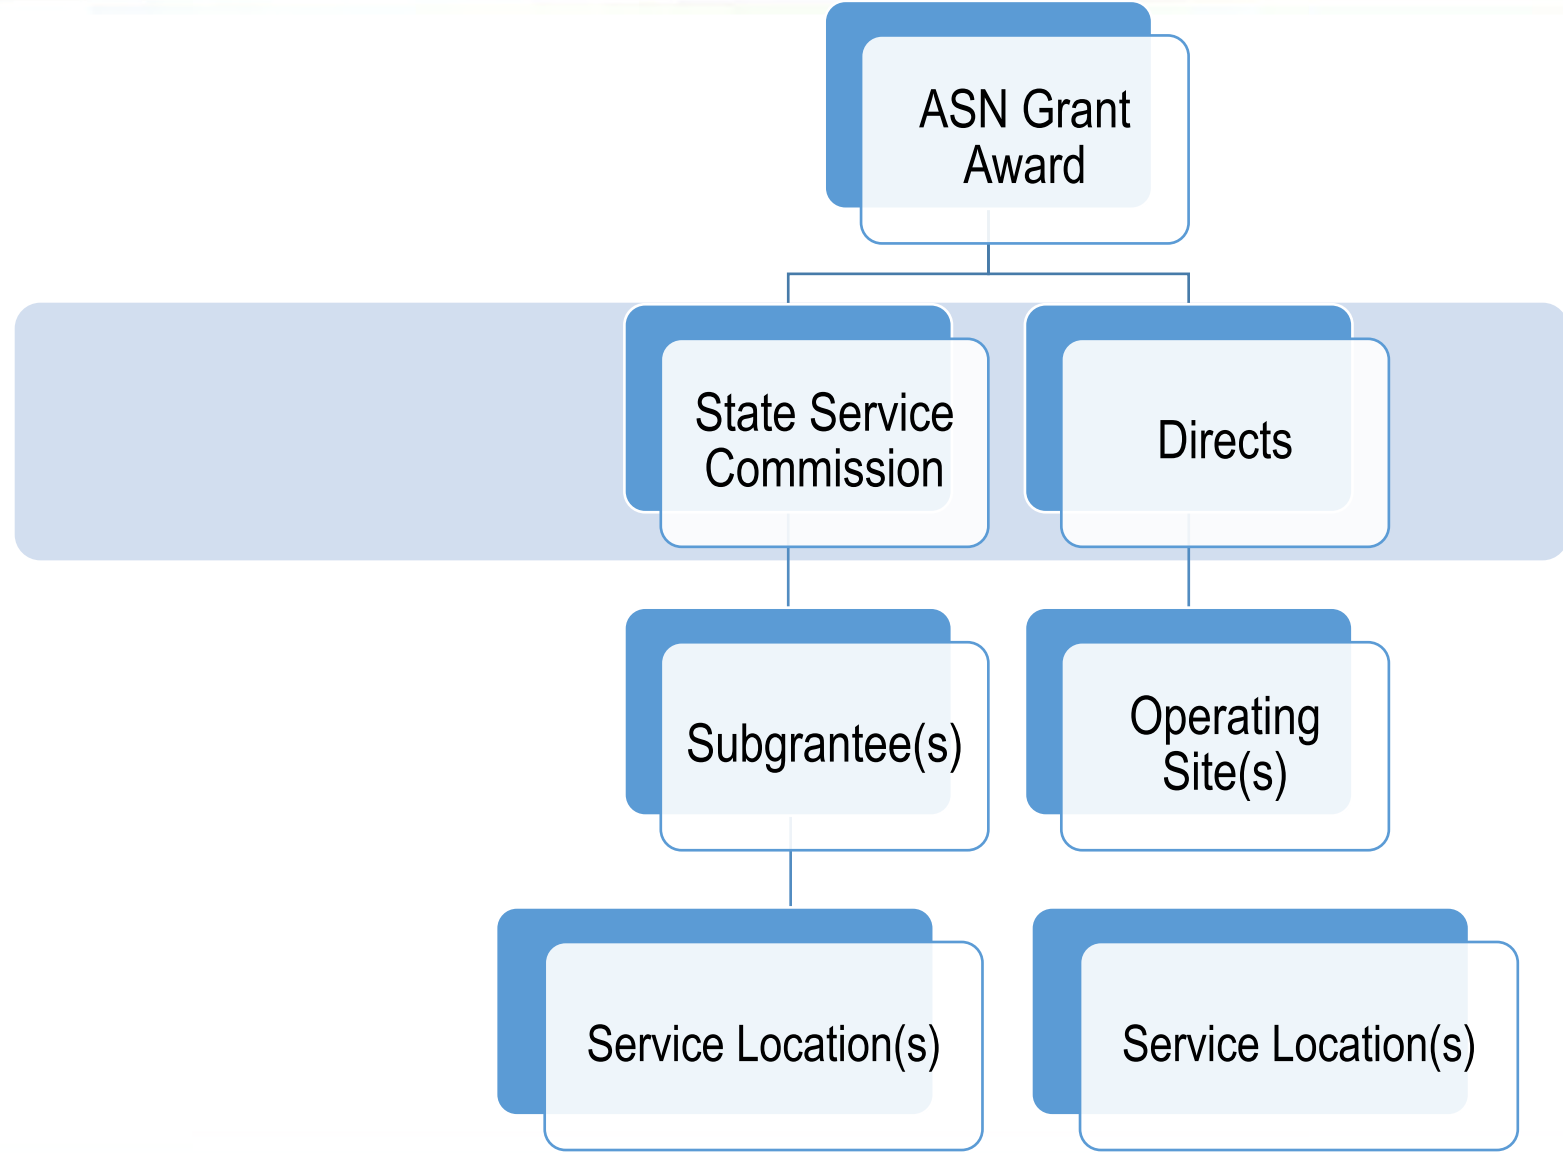 ASN Grant
Award
State Service
Commission
Directs
Subgrantee(s)
Operating
Site(s)
Service Location(s)
Service Location(s)